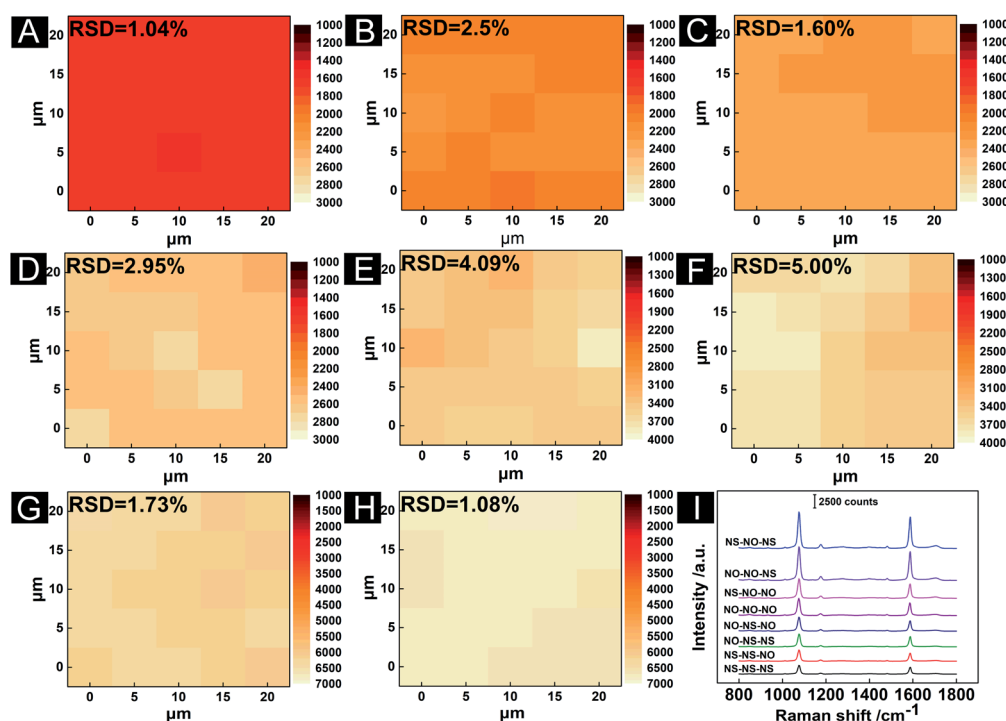 A
RSD=1.04%
20
15
10
5
0
µm
0 5 10 15 20
µm
1000
1200
1400
1600
1800
2000
2200
2400
2600
2800
3000
B
RSD=2.5%
20
15
10
5
0
µm
0 5 10 15 20
µm
1000
1200
1400
1600
1800
2000
2200
2400
2600
2800
3000
C
RSD=1.60%
20
15
10
5
0
µm
0 5 10 15 20
µm
1000
1200
1400
1600
1800
2000
2200
2400
2600
2800
3000
D
RSD=2.95%
20
15
10
5
0
µm
0 5 10 15 20
µm
1000
1200
1400
1600
1800
2000
2200
2400
2600
2800
3000
E
RSD=4.09%
20
15
10
5
0
µm
0 5 10 15 20
µm
1000
1300
1600
1900
2200
2500
2800
3100
3400
3700
4000
F
RSD=5.00%
20
15
10
5
0
µm
0 5 10 15 20
µm
1000
1300
1600
1900
2200
2500
2800
3100
3400
3700
4000
G
RSD=1.73%
20
15
10
5
0
µm
0 5 10 15 20
µm
1000
1500
2000
2500
3000
3500
4000
4500
5000
5500
6000
6500
7000
H
RSD=1.08%
20
15
10
5
0
µm
0 5 10 15 20
µm
1000
1500
2000
2500
3000
3500
4000
4500
5000
5500
6000
6500
7000
I
2500 counts
NS-NO-NS
NO-NO-NS
NS-NO-NO
NO-NO-NO
NO-NS-NO
NO-NS-NS
NS-NS-NO
NS-NS-NS
Intensity /a.u.
800 1000 1200 1400 1600 1800
Raman shift /cm⁻¹